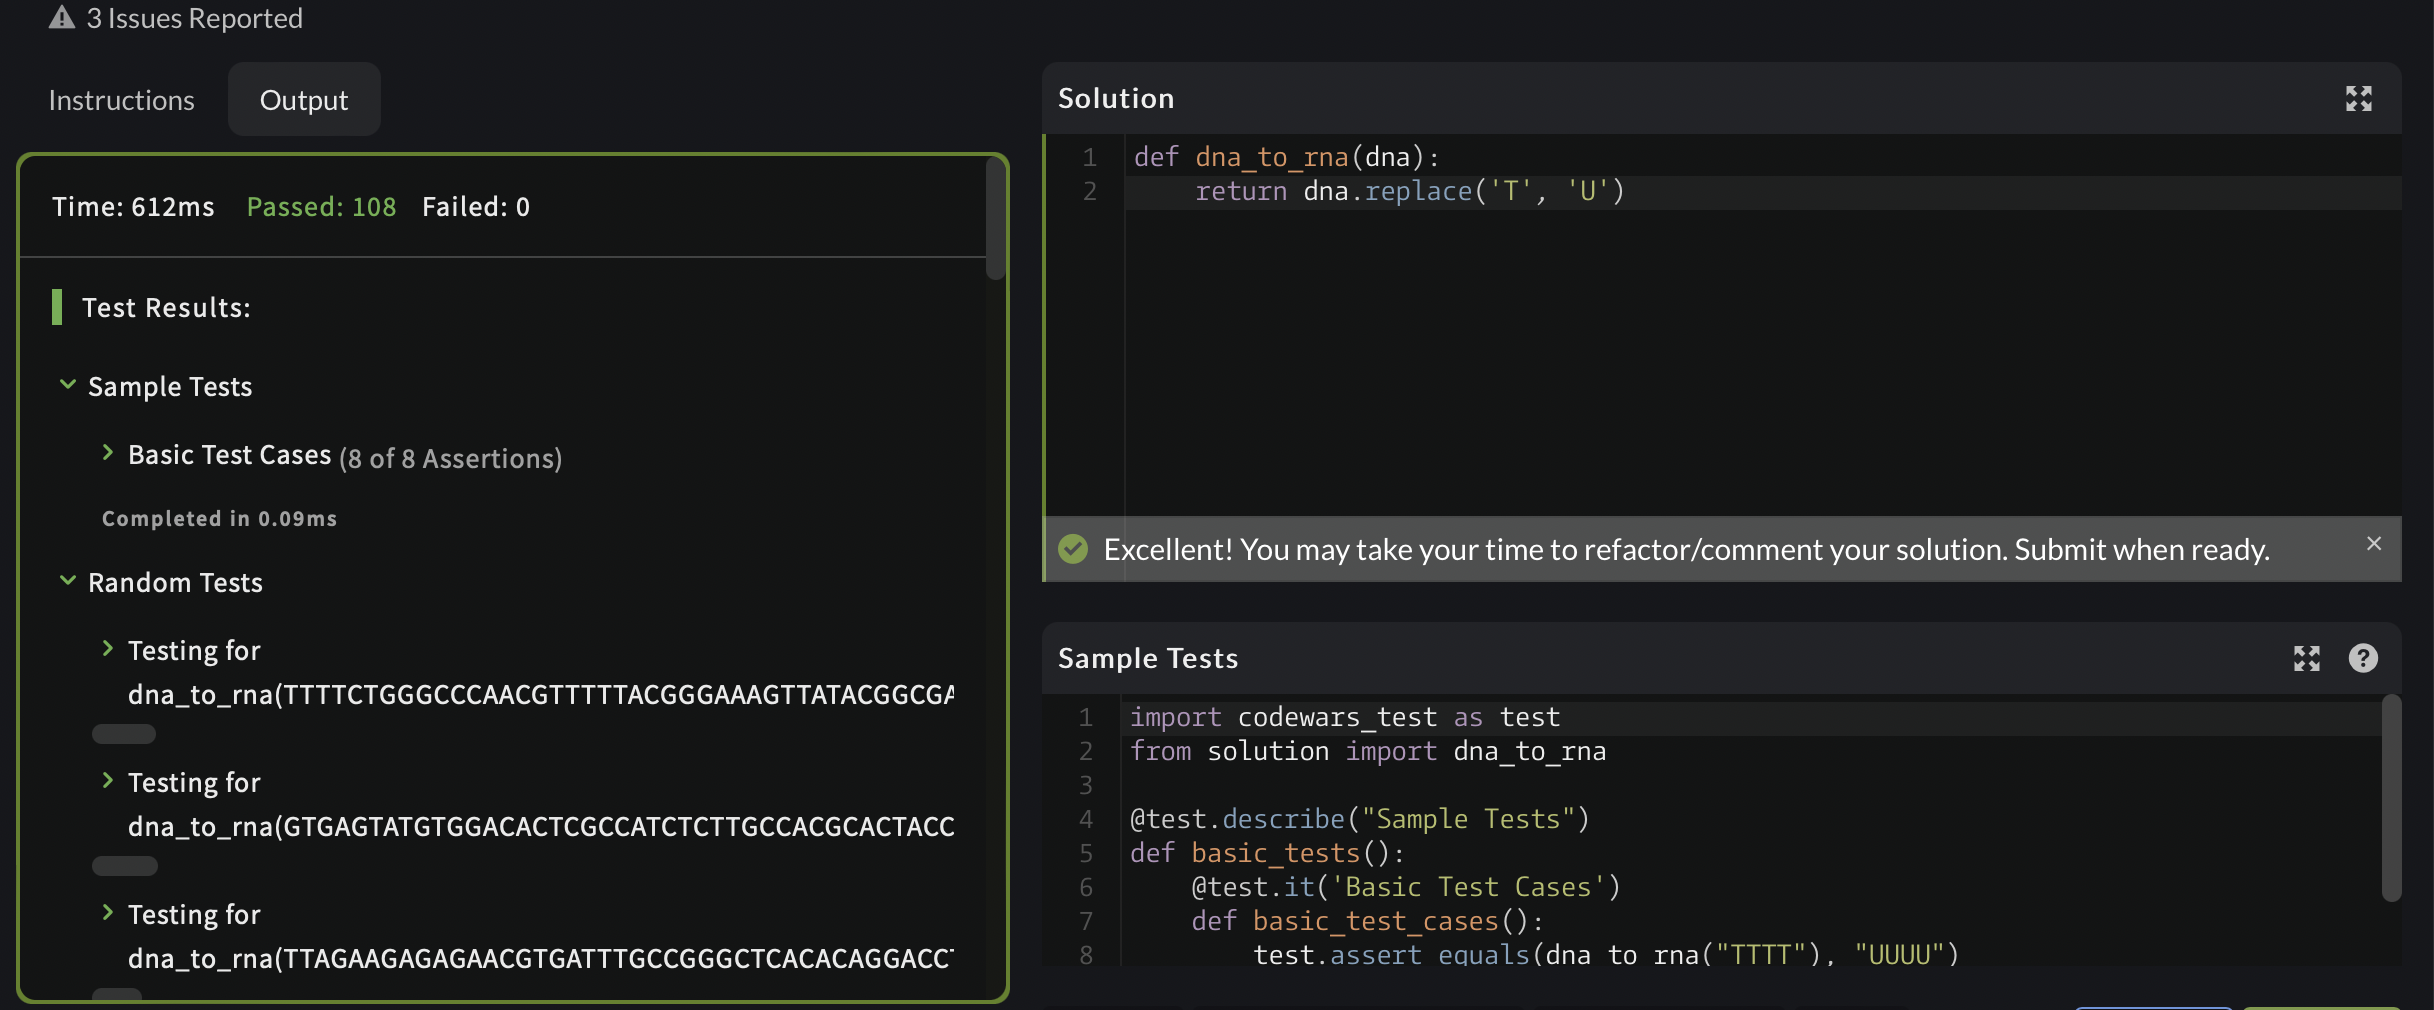 3 Issues Reported
Instructions
Output
Time: 612ms Passed: 108 Failed: 0
Test Results:
Sample Tests
Basic Test Cases (8 of 8 Assertions)
Completed in 0.09ms
Random Tests
Testing for
dna_to_rna(TTTTCTGGGCCCAACGTTTTTACGGGAAAGTTATACGGCGA
Testing for
dna_to_rna(GTGAGTATGTGGACACTCGCCATCTCTTGCCACGCACTACC
Testing for
dna_to_rna(TTAGAAGAGAGAACGTGATTTGCCGGGCTCACACAGGACCT
Solution
1 def dna_to_rna(dna):
2     return dna.replace('T', 'U')
Excellent! You may take your time to refactor/comment your solution. Submit when ready.
Sample Tests
1 import codewars_test as test
2 from solution import dna_to_rna
3
4 @test.describe("Sample Tests")
5 def basic_tests():
6     @test.it('Basic Test Cases')
7     def basic_test_cases():
8         test.assert_equals(dna_to_rna("TTTT"), "UUUU")